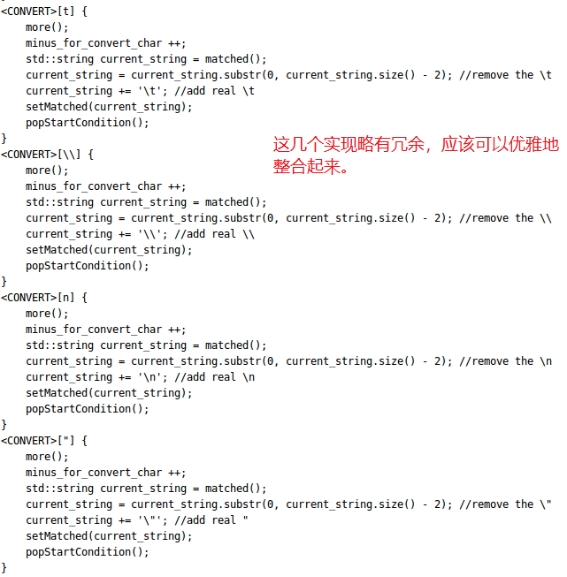 <CONVERT>[t] {
    more();
    minus_for_convert_char ++;
    std::string current_string = matched();
    current_string = current_string.substr(0, current_string.size() - 2); //remove the \t
    current_string += '\t'; //add real \t
    setMatched(current_string);
    popStartCondition();
}
这几个实现略有冗余，应该可以优雅地
整合起来。
<CONVERT>[\\] {
    more();
    minus_for_convert_char ++;
    std::string current_string = matched();
    current_string = current_string.substr(0, current_string.size() - 2); //remove the \\
    current_string += '\\'; //add real \\
    setMatched(current_string);
    popStartCondition();
}
<CONVERT>[n] {
    more();
    minus_for_convert_char ++;
    std::string current_string = matched();
    current_string = current_string.substr(0, current_string.size() - 2); //remove the \n
    current_string += '\n'; //add real \n
    setMatched(current_string);
    popStartCondition();
}
<CONVERT>["] {
    more();
    minus_for_convert_char ++;
    std::string current_string = matched();
    current_string = current_string.substr(0, current_string.size() - 2); //remove the \"
    current_string += '\"'; //add real "
    setMatched(current_string);
    popStartCondition();
}